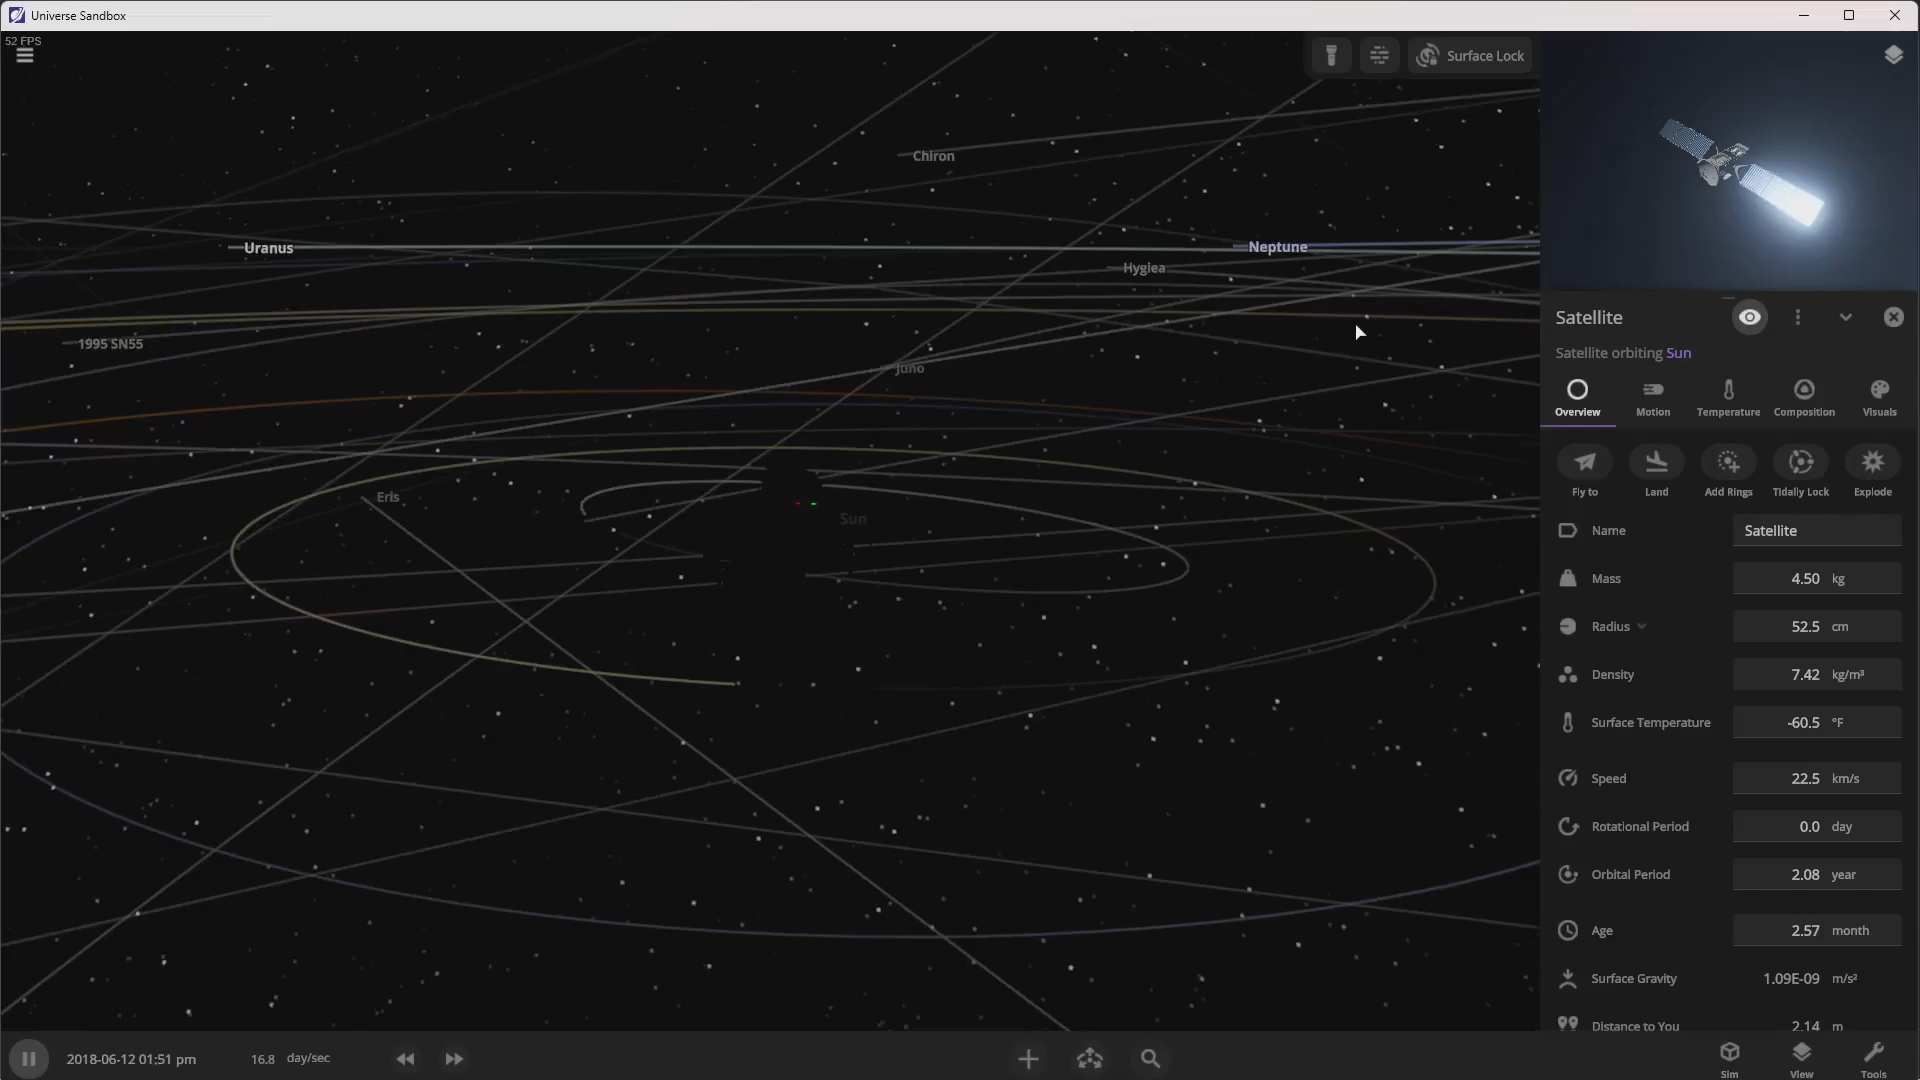 Universe Sandbox
52 FPS
Surface Lock
Chiron
Uranus
Neptune
Hygiea
1995 SN55
Juno
Eris
Sun
Satellite
Satellite orbiting Sun
Overview
Motion
Temperature
Composition
Visuals
Fly to
Land
Add Rings
Tidally Lock
Explode
Name Satellite
Mass 4.50 kg
Radius 52.5 cm
Density 7.42 kg/m³
Surface Temperature -60.5 °F
Speed 22.5 km/s
Rotational Period 0.0 day
Orbital Period 2.08 year
Age 2.57 month
Surface Gravity 1.09E-09 m/s²
Distance to You 2.14 m
2018-06-12 01:51 pm
16.8 day/sec
Sim
View
Tools